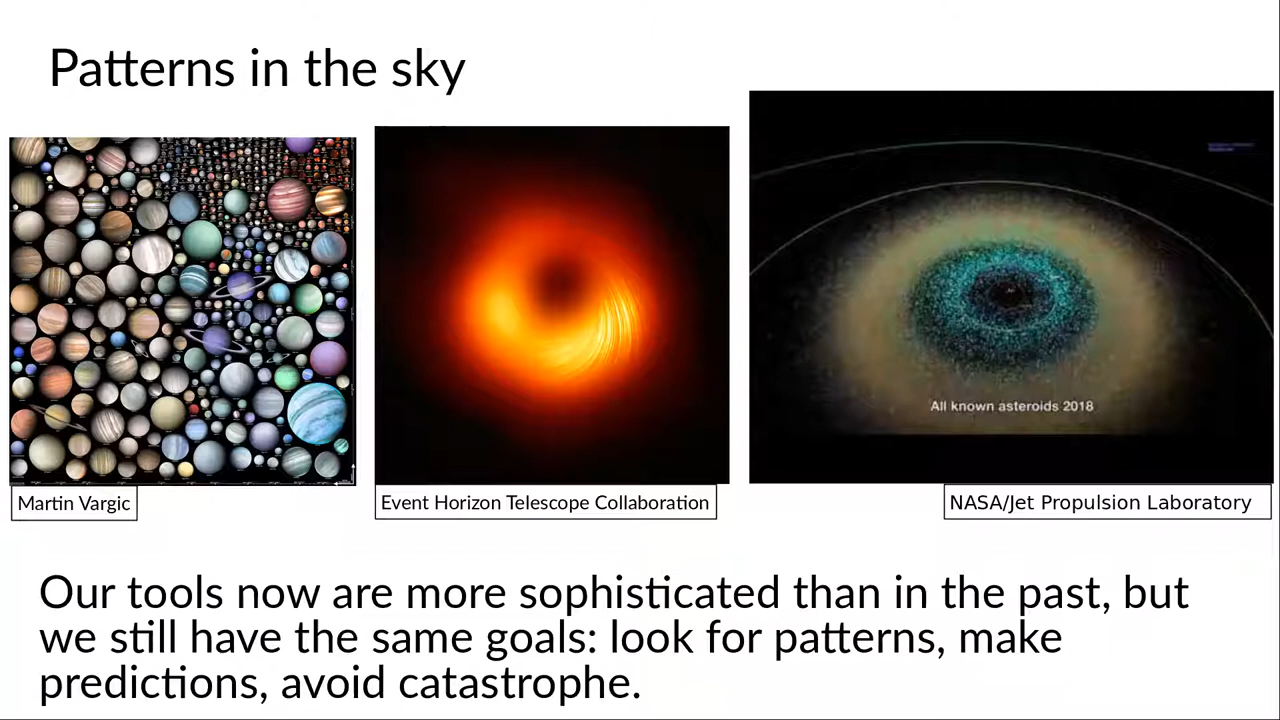 Patterns in the sky
All known asteroids 2018
Martin Vargic
Event Horizon Telescope Collaboration
NASA/Jet Propulsion Laboratory
Our tools now are more sophisticated than in the past, but
we still have the same goals: look for patterns, make
predictions, avoid catastrophe.